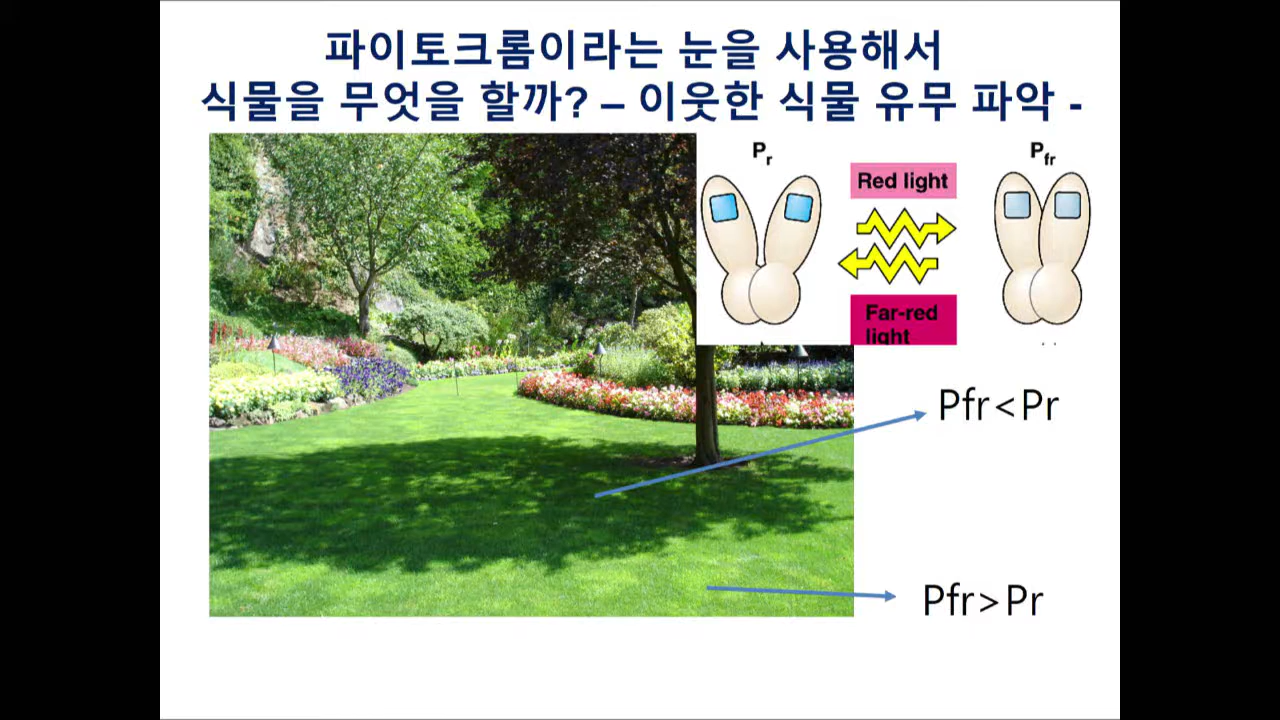 파이토크롬이라는 눈을 사용해서
식물을 무엇을 할까? – 이웃한 식물 유무 파악 -
Pr
Pfr
Red light
Far-red
light
Pfr<Pr
Pfr>Pr